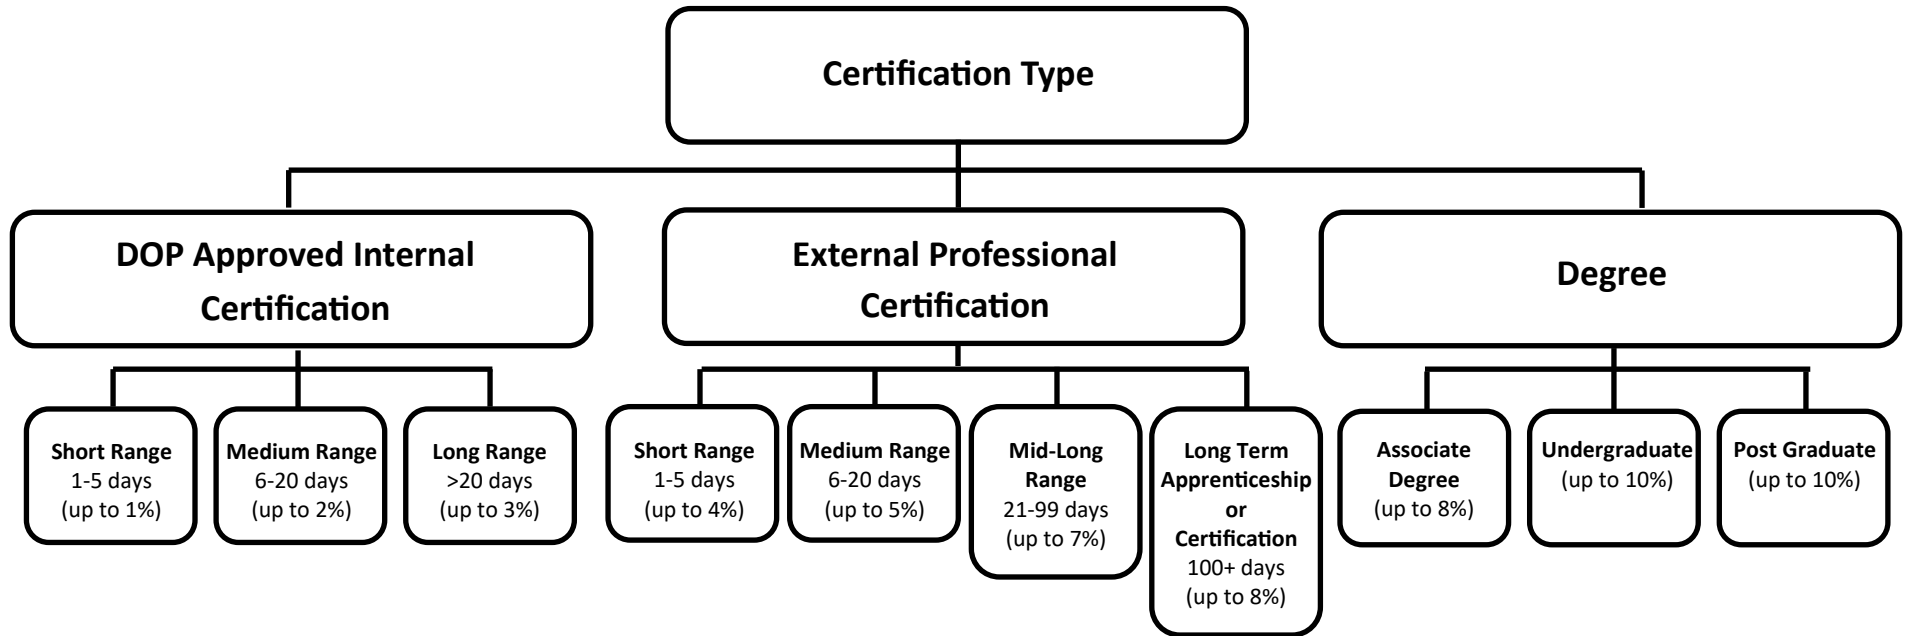 Certification Type
DOP Approved Internal
Certification
External Professional
Certification
Degree
Short Range
1-5 days
(up to 1%)
Medium Range
6-20 days
(up to 2%)
Long Range
>20 days
(up to 3%)
Short Range
1-5 days
(up to 4%)
Medium Range
6-20 days
(up to 5%)
Mid-Long
Range
21-99 days
(up to 7%)
Long Term
Apprenticeship
or
Certification
100+ days
(up to 8%)
Associate
Degree
(up to 8%)
Undergraduate
(up to 10%)
Post Graduate
(up to 10%)